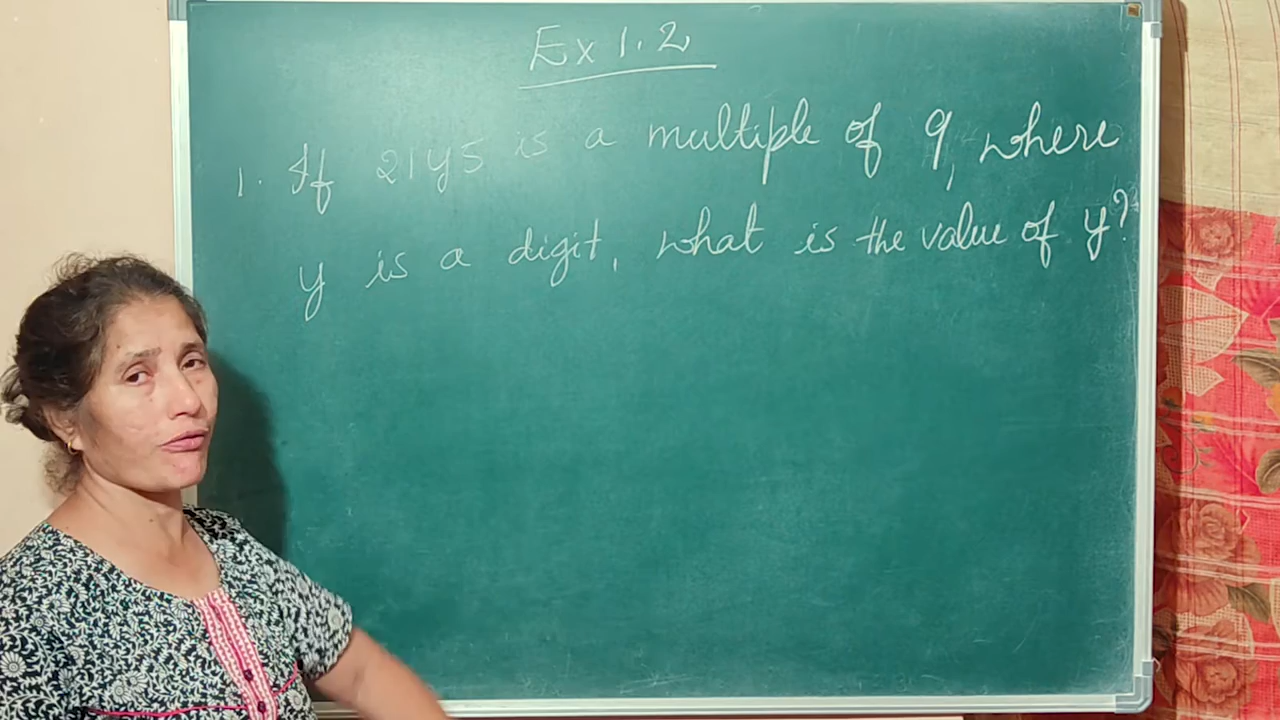 Ex 1.2
1. If 21y5 is a multiple of 9, where
y is a digit, what is the value of y?